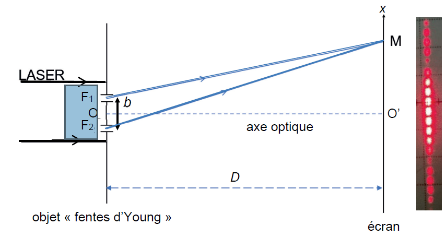 x
M
LASER
F1
b
O
F2
O'
axe optique
D
objet « fentes d'Young »
écran